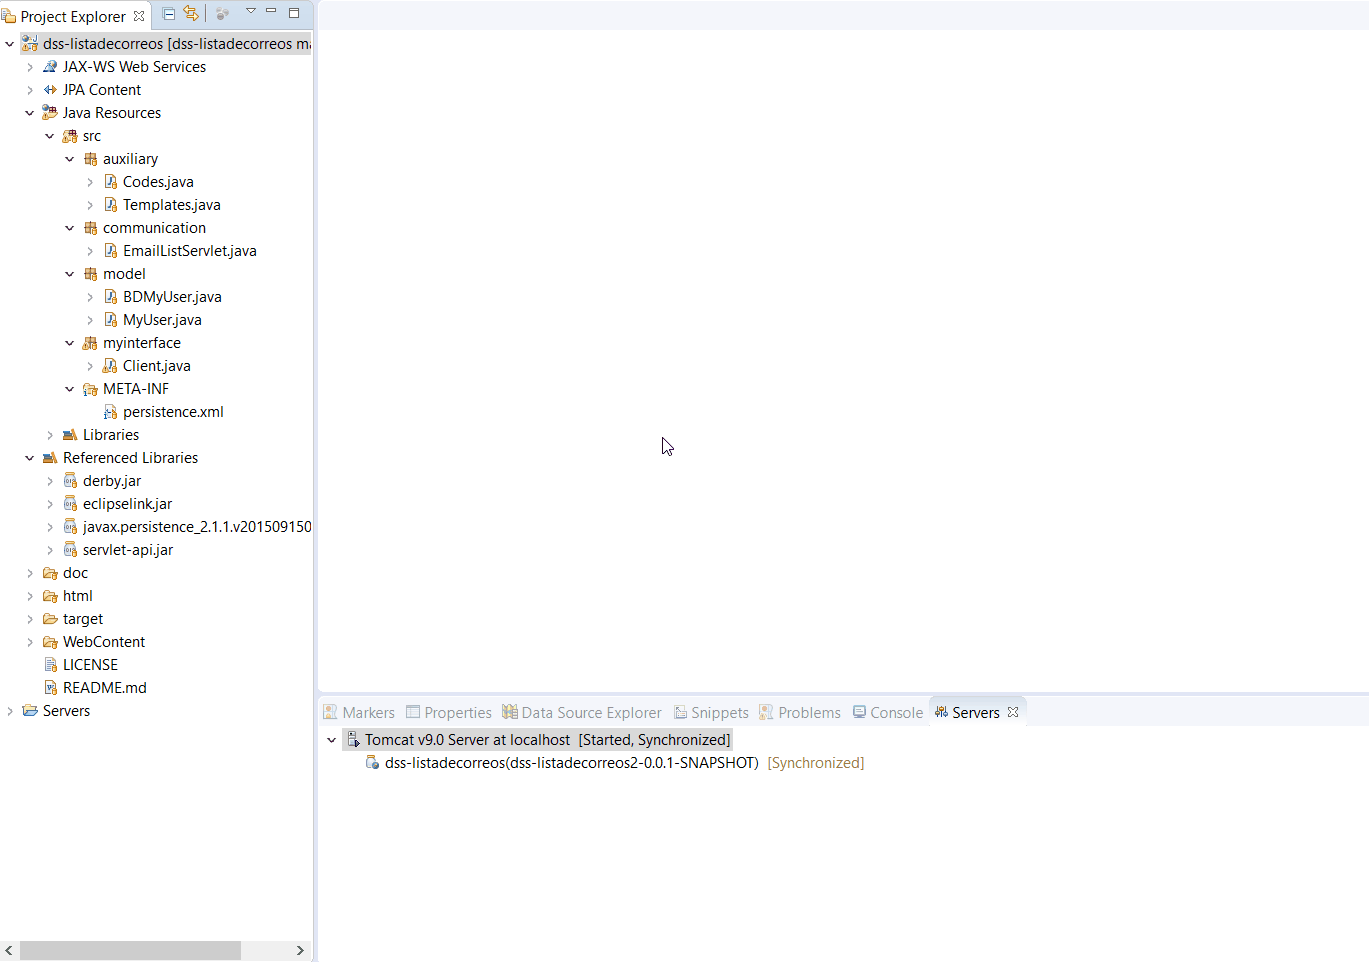 Project Explorer
dss-listadecorreos [dss-listadecorreos ma
JAX-WS Web Services
JPA Content
Java Resources
src
auxiliary
Codes.java
Templates.java
communication
EmailListServlet.java
model
BDMyUser.java
MyUser.java
myinterface
Client.java
META-INF
persistence.xml
Libraries
Referenced Libraries
derby.jar
eclipselink.jar
javax.persistence_2.1.1.v201509150
servlet-api.jar
doc
html
target
WebContent
LICENSE
README.md
Servers
Markers Properties Data Source Explorer Snippets Problems Console Servers
Tomcat v9.0 Server at localhost [Started, Synchronized]
dss-listadecorreos(dss-listadecorreos2-0.0.1-SNAPSHOT) [Synchronized]